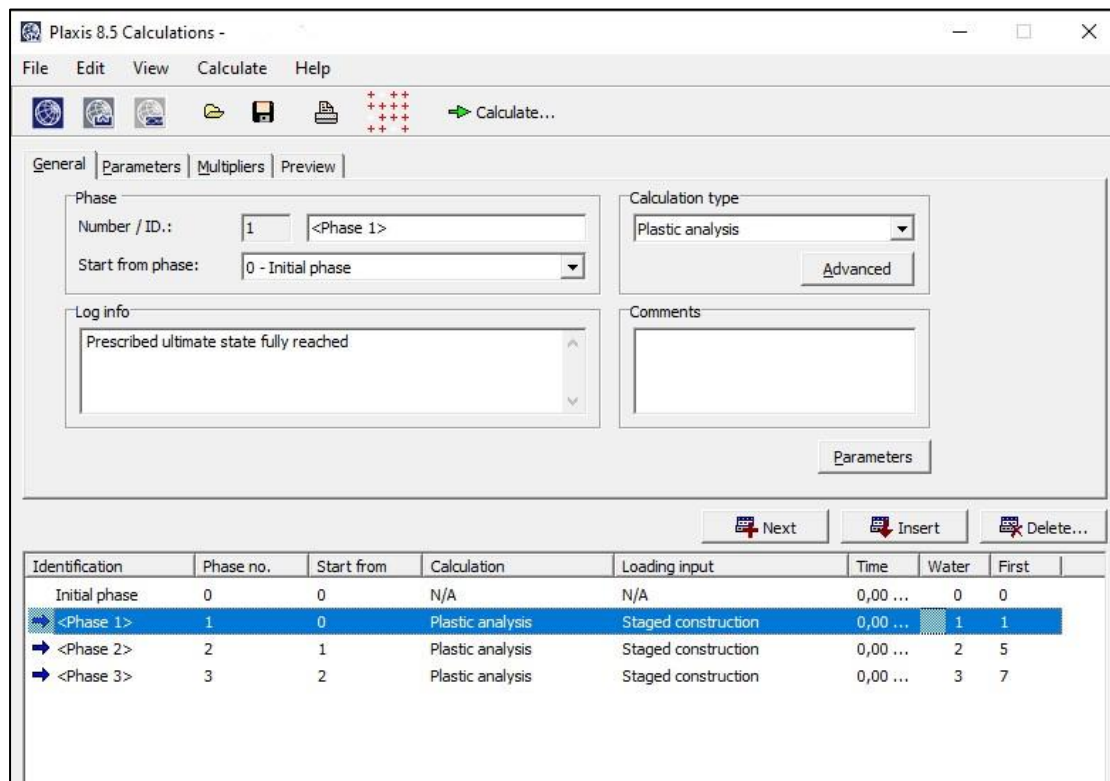 Plaxis 8.5 Calculations -
File Edit View Calculate Help
Calculate...
General Parameters Multipliers Preview
Phase
Number / ID.: 1 <Phase 1>
Start from phase: 0 - Initial phase
Calculation type
Plastic analysis
Advanced
Log info
Prescribed ultimate state fully reached
Comments
Parameters
Next Insert Delete...
Identification Phase no. Start from Calculation Loading input Time Water First
Initial phase 0 0 N/A N/A 0,00 ... 0 0
<Phase 1> 1 0 Plastic analysis Staged construction 0,00 ... 1 1
<Phase 2> 2 1 Plastic analysis Staged construction 0,00 ... 2 5
<Phase 3> 3 2 Plastic analysis Staged construction 0,00 ... 3 7